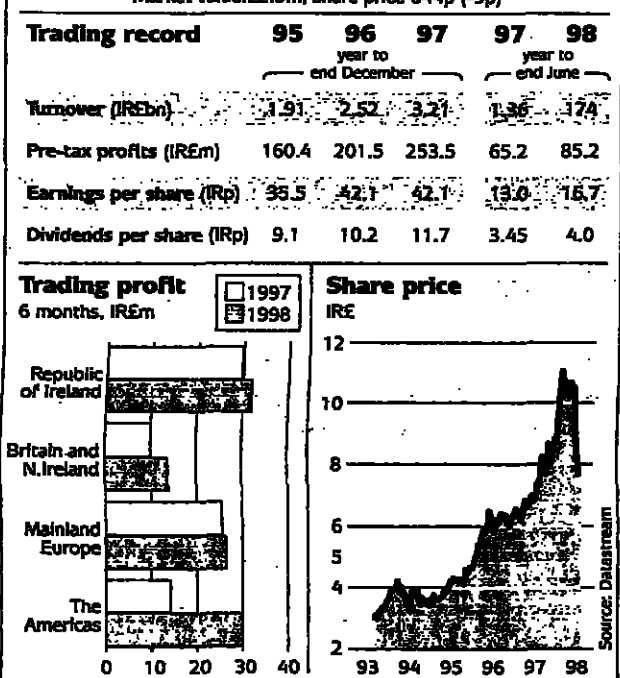 Market share price
Trading record 95 96 97 97 98
year to end December year to end June
Turnover (IR£bn) 1.91 2.52 3.21 1.36 174
Pre-tax profits (IR£m) 160.4 201.5 253.5 65.2 85.2
Earnings per share (IRp) 35.5 42.1 42.1 13.0 16.7
Dividends per share (IRp) 9.1 10.2 11.7 3.45 4.0
Trading profit
6 months, IR£m
1997
1998
Republic
of Ireland
Britain and
N.Ireland
Mainland
Europe
The
Americas
0 10 20 30 40
Share price
IR£
12
10
8
6
5
4
2
93 94 95 96 97 98
Source: Datastream